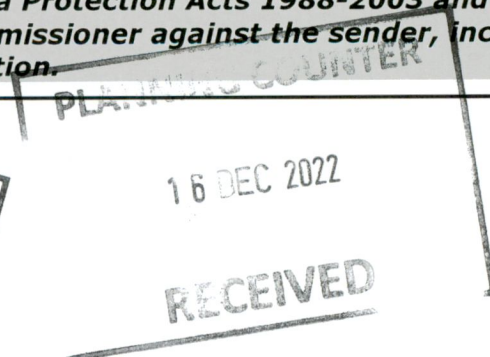 a Protection Acts 1988-2003 and
missioner against the sender, inc
tion.
PLANNING COUNTER
16 DEC 2022
RECEIVED